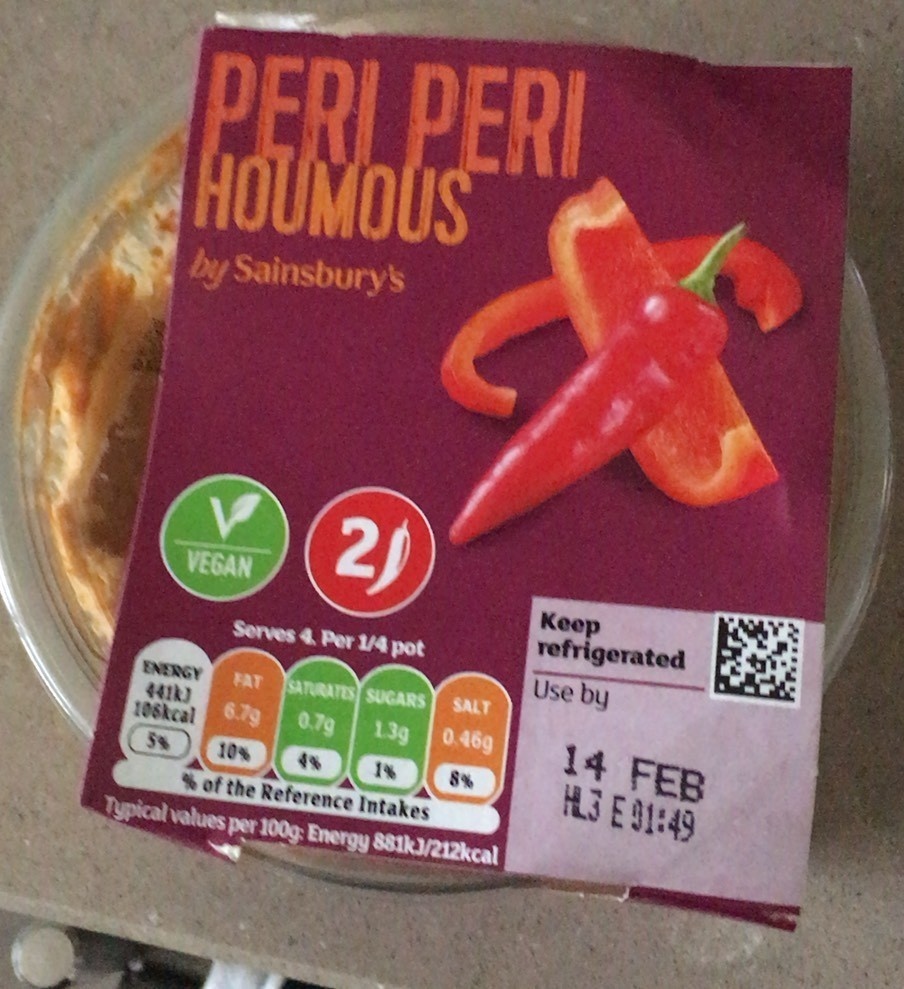 PERI PERI
HOUMOUS
by Sainsbury's
VEGAN
2
Serves 4. Per 1/4 pot
ENERGY
441kJ
106kcal
5%
FAT
6.7g
10%
SATURATES
0.7g
4%
SUGARS
1.3g
1%
SALT
0.46g
8%
% of the Reference Intakes
Typical values per 100g: Energy 881kJ/212kcal
Keep
refrigerated
Use by
14 FEB
HL3 E 01:49